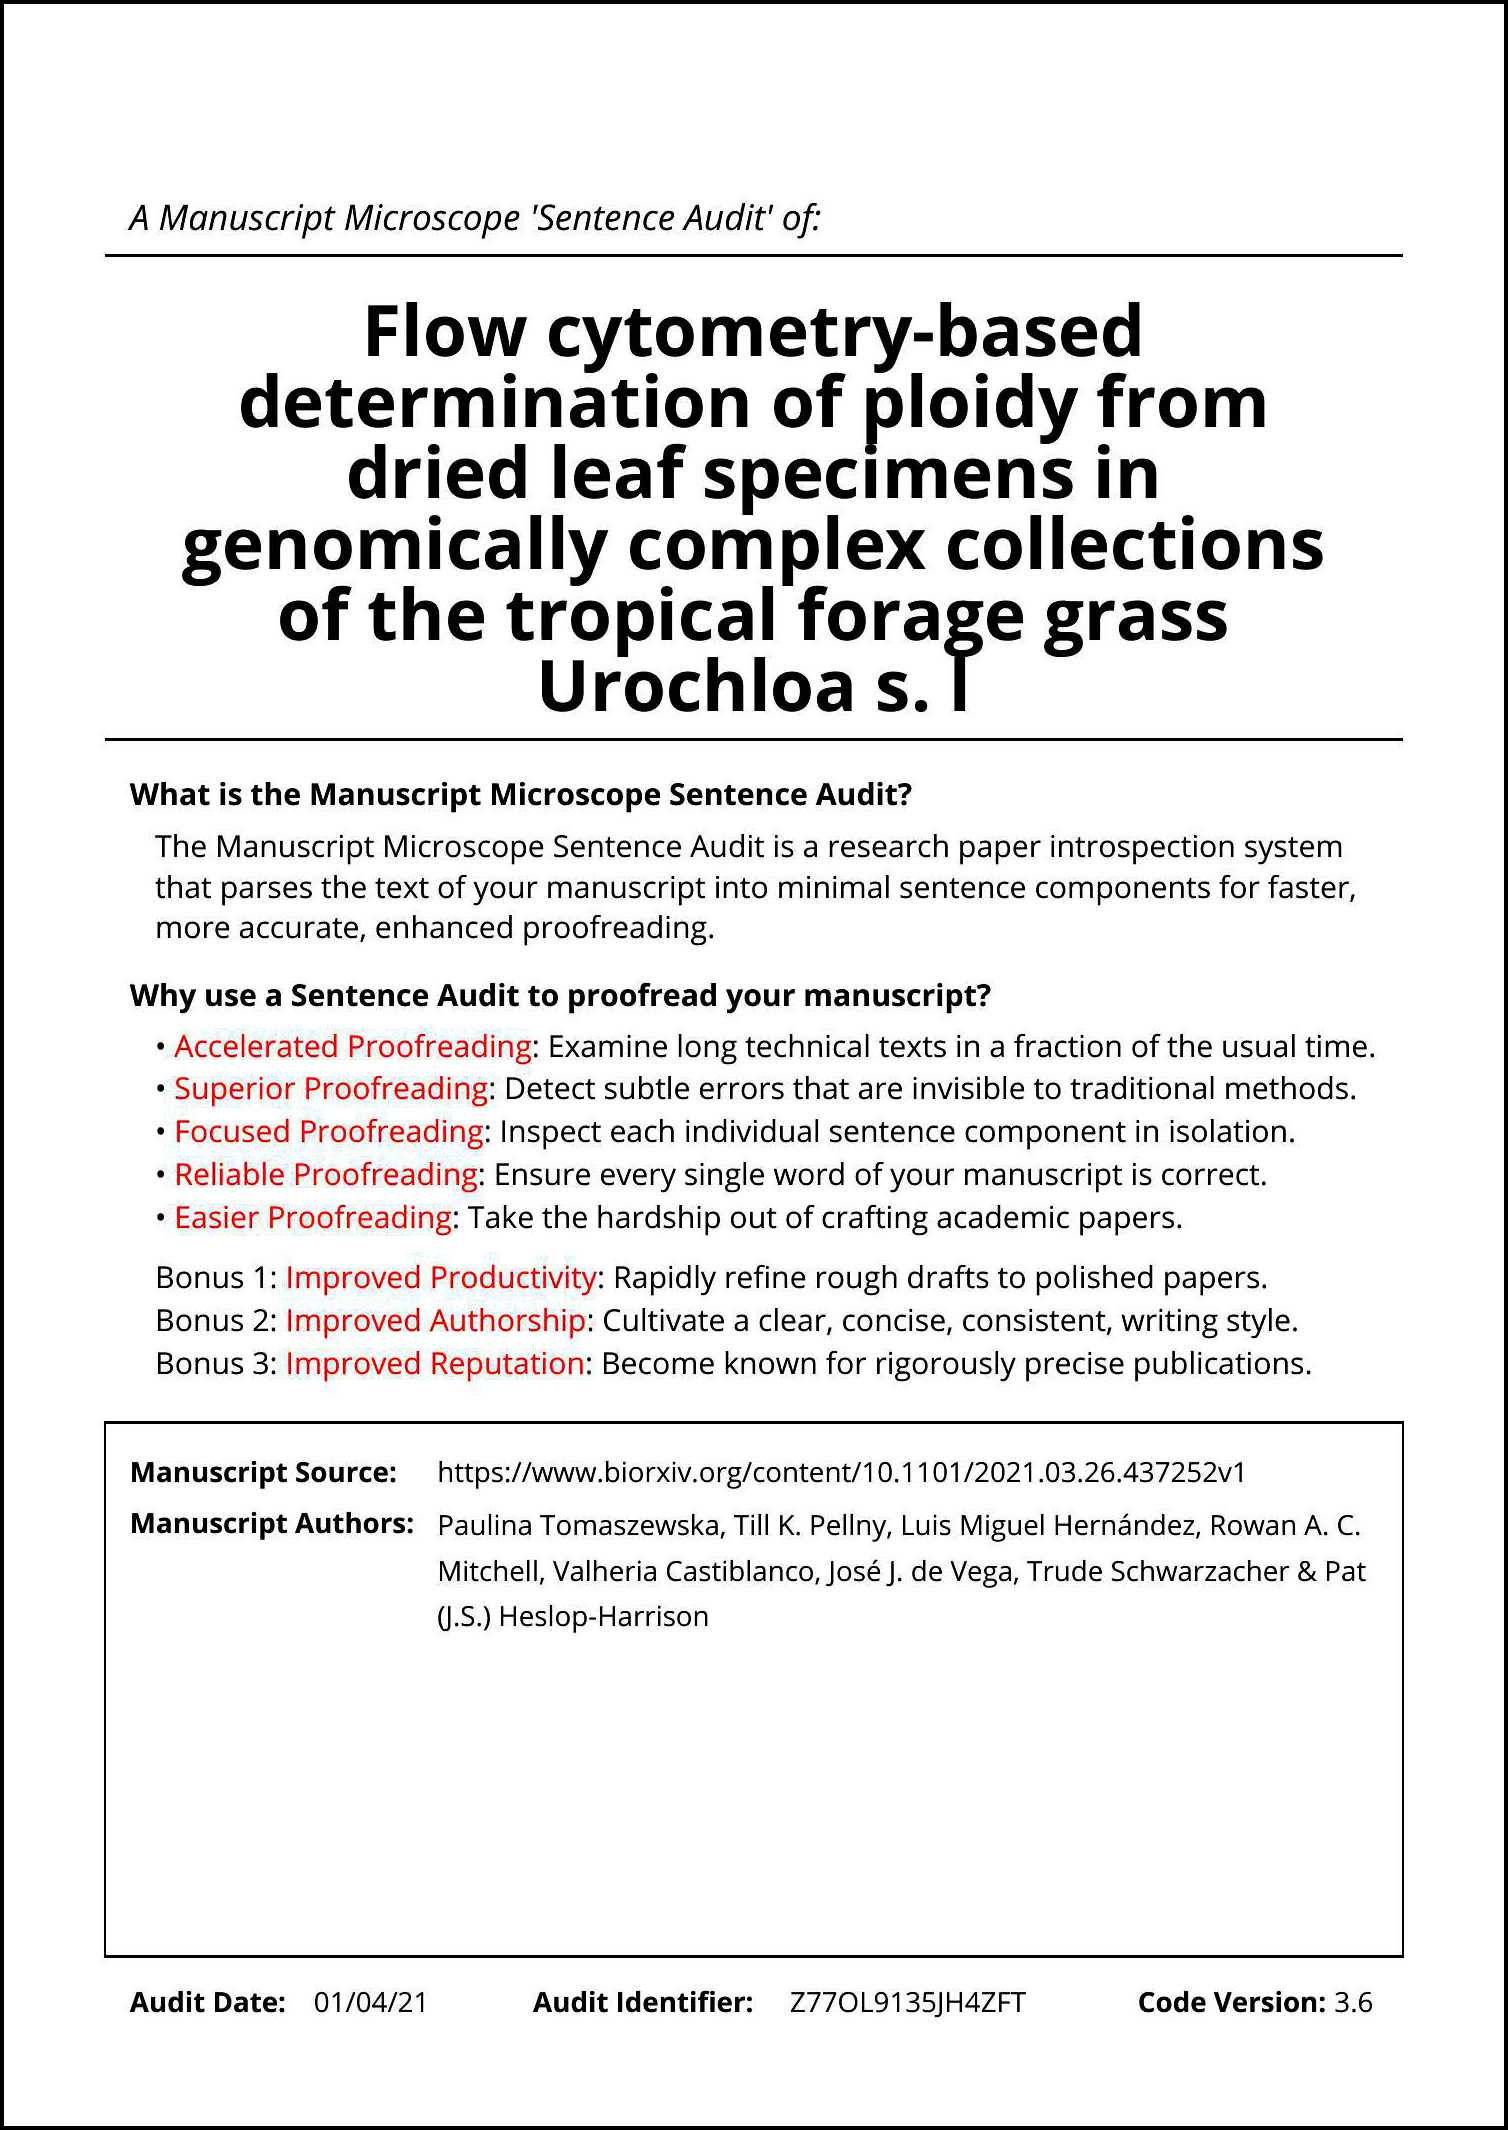 A Manuscript Microscope 'Sentence Audit' of:
Flow cytometry-based
determination of ploidy from
dried leaf specimens in
genomically complex collections
of the tropical forage grass
Urochloa s. l
What is the Manuscript Microscope Sentence Audit?
The Manuscript Microscope Sentence Audit is a research paper introspection system
that parses the text of your manuscript into minimal sentence components for faster,
more accurate, enhanced proofreading.
Why use a Sentence Audit to proofread your manuscript?
• Accelerated Proofreading: Examine long technical texts in a fraction of the usual time.
• Superior Proofreading: Detect subtle errors that are invisible to traditional methods.
• Focused Proofreading: Inspect each individual sentence component in isolation.
• Reliable Proofreading: Ensure every single word of your manuscript is correct.
• Easier Proofreading: Take the hardship out of crafting academic papers.
Bonus 1: Improved Productivity: Rapidly refine rough drafts to polished papers.
Bonus 2: Improved Authorship: Cultivate a clear, concise, consistent, writing style.
Bonus 3: Improved Reputation: Become known for rigorously precise publications.
Manuscript Source: https://www.biorxiv.org/content/10.1101/2021.03.26.437252v1
Manuscript Authors: Paulina Tomaszewska, Till K. Pellny, Luis Miguel Hernández, Rowan A. C.
Mitchell, Valheria Castiblanco, José J. de Vega, Trude Schwarzacher & Pat
(J.S.) Heslop-Harrison
Audit Date: 01/04/21 Audit Identifier: Z77OL9135JH4ZFT Code Version: 3.6